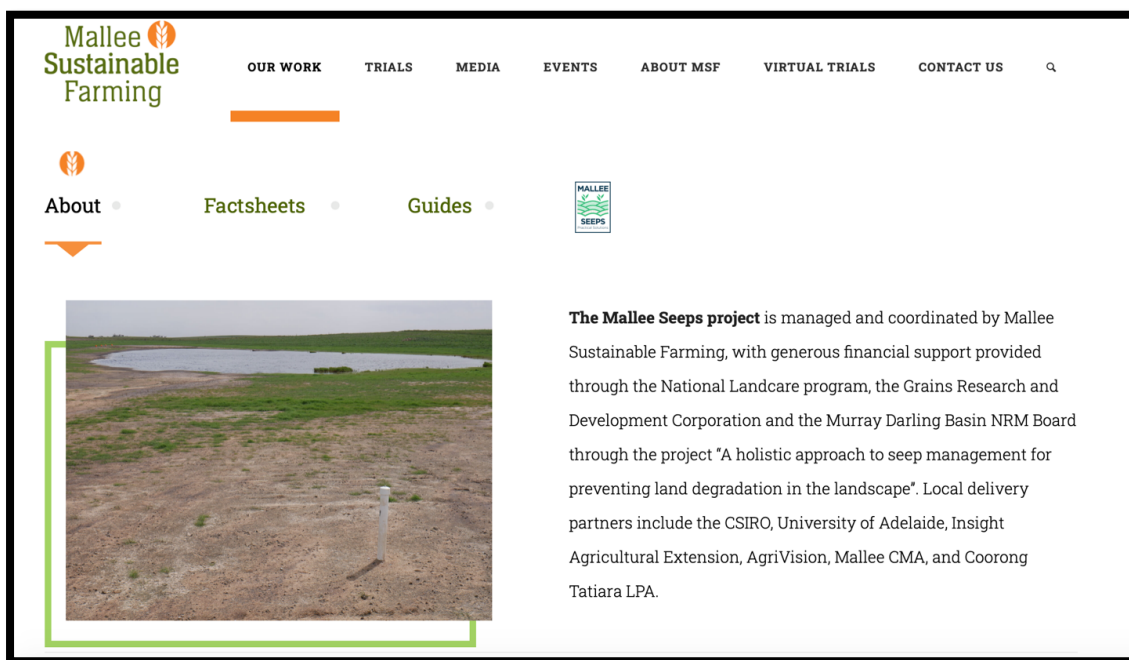 Mallee
Sustainable
Farming
OUR WORK
TRIALS
MEDIA
EVENTS
ABOUT MSF
VIRTUAL TRIALS
CONTACT US
About
Factsheets
Guides
MALLEE
SEEPS
The Mallee Seeps project is managed and coordinated by Mallee
Sustainable Farming, with generous financial support provided
through the National Landcare program, the Grains Research and
Development Corporation and the Murray Darling Basin NRM Board
through the project "A holistic approach to seep management for
preventing land degradation in the landscape". Local delivery
partners include the CSIRO, University of Adelaide, Insight
Agricultural Extension, AgriVision, Mallee CMA, and Coorong
Tatiara LPA.